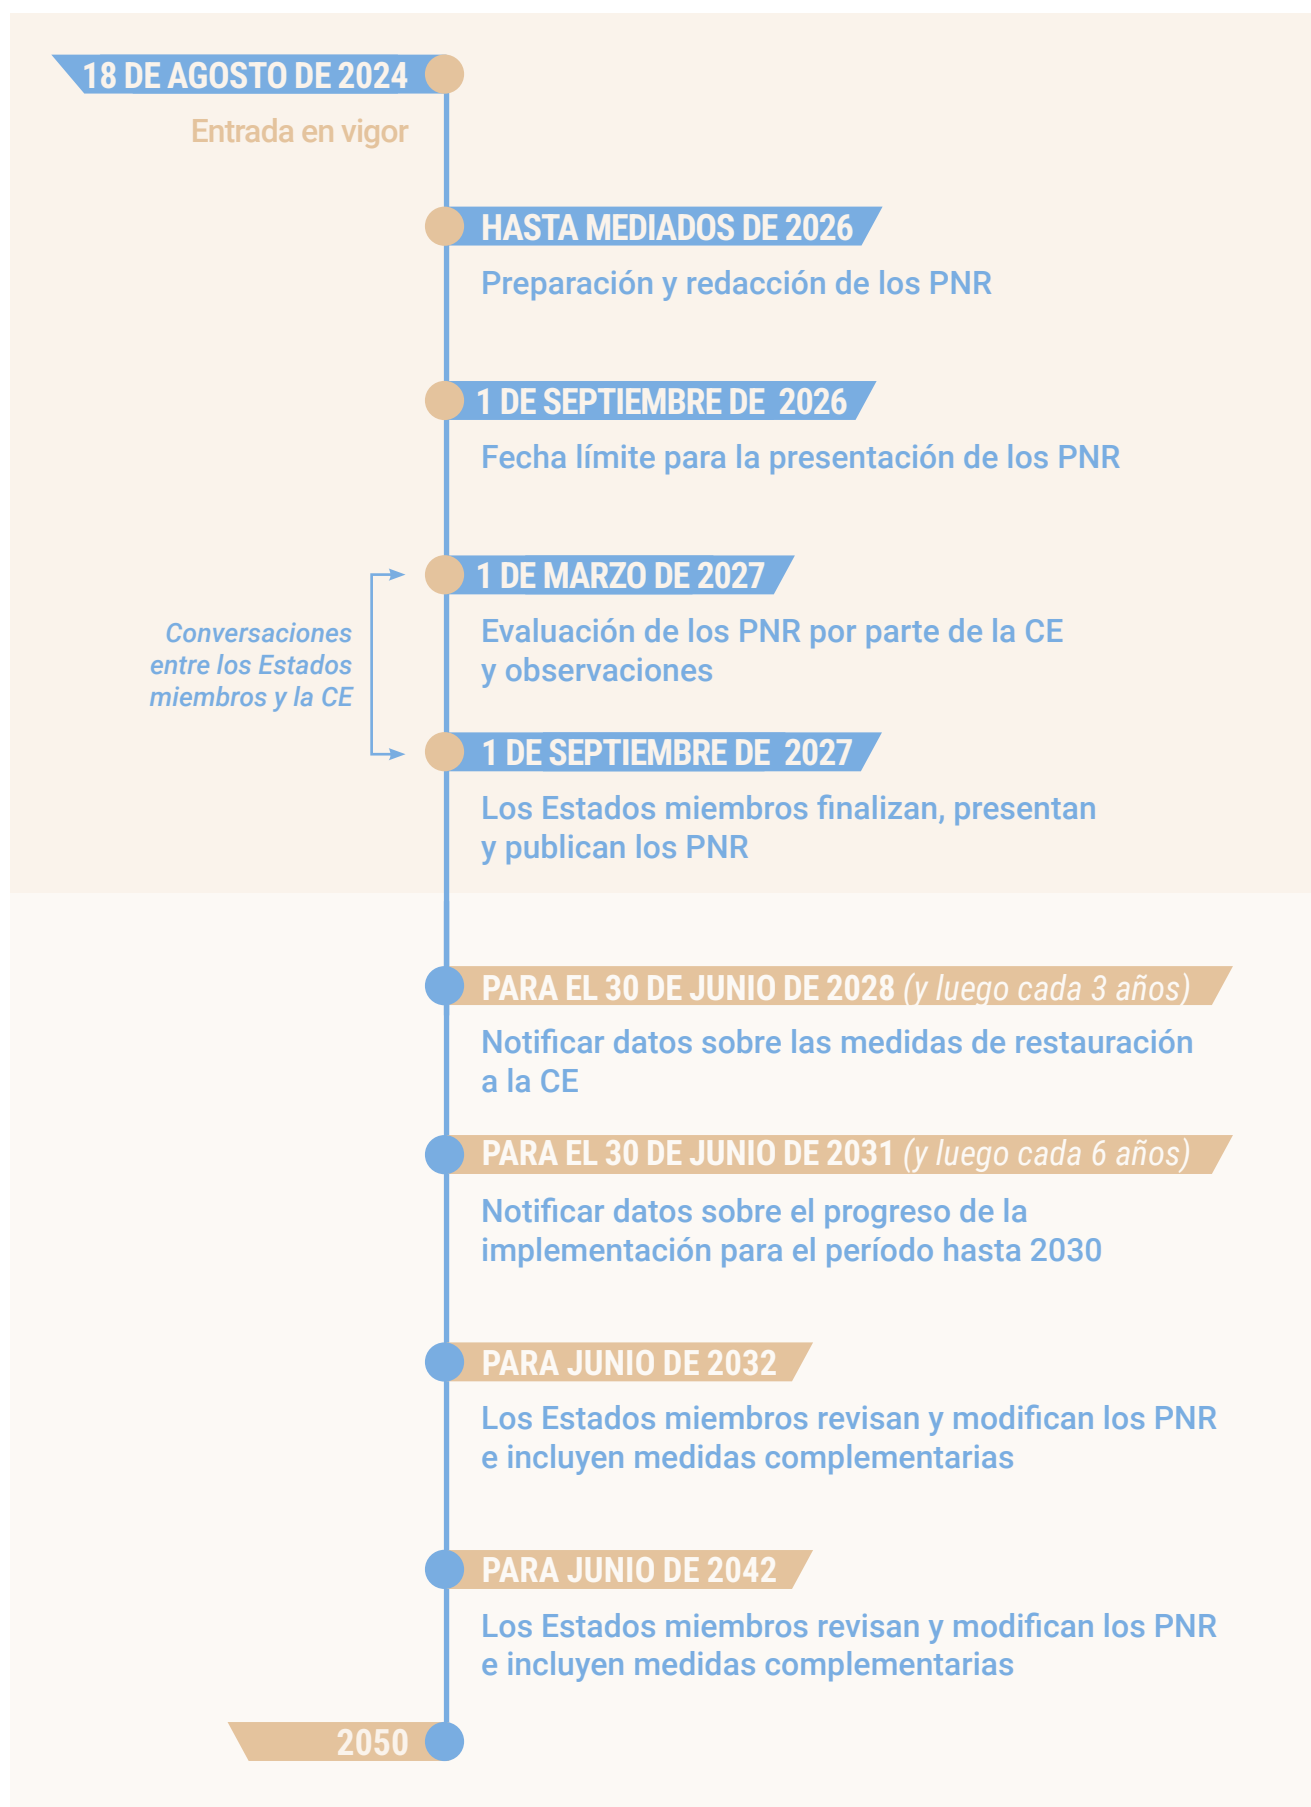 18 DE AGOSTO DE 2024
Entrada en vigor
HASTA MEDIADOS DE 2026
Preparación y redacción de los PNR
1 DE SEPTIEMBRE DE 2026
Fecha límite para la presentación de los PNR
1 DE MARZO DE 2027
Evaluación de los PNR por parte de la CE
y observaciones
Conversaciones
entre los Estados
miembros y la CE
1 DE SEPTIEMBRE DE 2027
Los Estados miembros finalizan, presentan
y publican los PNR
PARA EL 30 DE JUNIO DE 2028 (y luego cada 3 años)
Notificar datos sobre las medidas de restauración
a la CE
PARA EL 30 DE JUNIO DE 2031 (y luego cada 6 años)
Notificar datos sobre el progreso de la
implementación para el período hasta 2030
PARA JUNIO DE 2032
Los Estados miembros revisan y modifican los PNR
e incluyen medidas complementarias
PARA JUNIO DE 2042
Los Estados miembros revisan y modifican los PNR
e incluyen medidas complementarias
2050